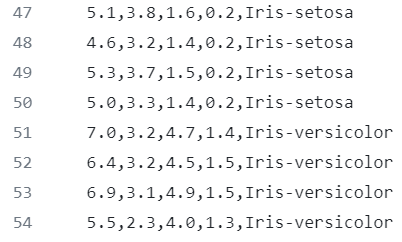 47 5.1,3.8,1.6,0.2,Iris-setosa
48 4.6,3.2,1.4,0.2,Iris-setosa
49 5.3,3.7,1.5,0.2,Iris-setosa
50 5.0,3.3,1.4,0.2,Iris-setosa
51 7.0,3.2,4.7,1.4,Iris-versicolor
52 6.4,3.2,4.5,1.5,Iris-versicolor
53 6.9,3.1,4.9,1.5,Iris-versicolor
54 5.5,2.3,4.0,1.3,Iris-versicolor